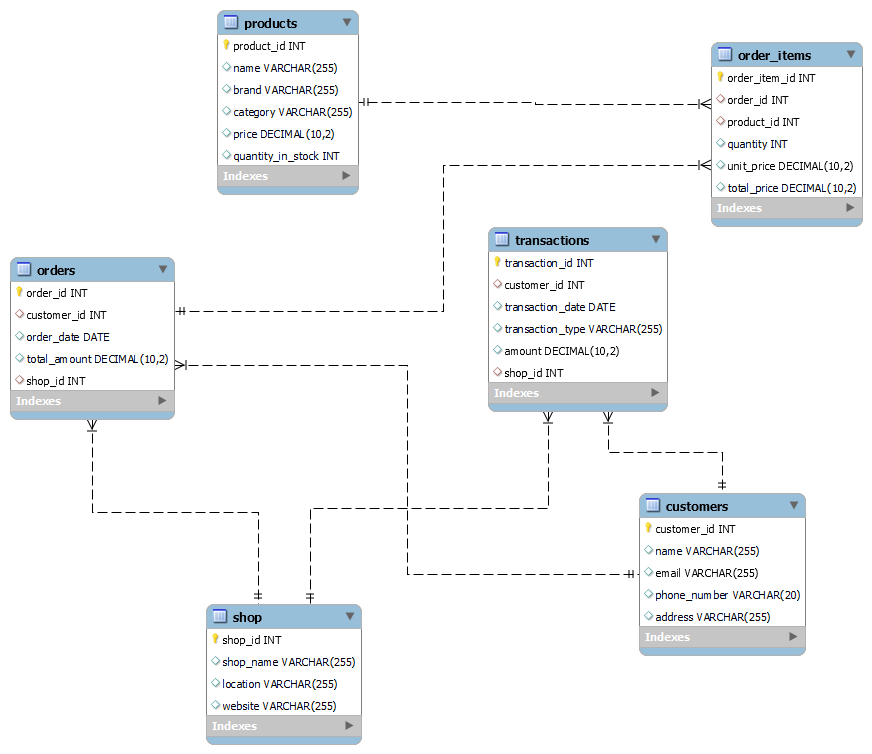 products
product_id INT
name VARCHAR(255)
brand VARCHAR(255)
category VARCHAR(255)
price DECIMAL(10,2)
quantity_in_stock INT
Indexes
order_items
order_item_id INT
order_id INT
product_id INT
quantity INT
unit_price DECIMAL(10,2)
total_price DECIMAL(10,2)
Indexes
transactions
transaction_id INT
customer_id INT
transaction_date DATE
transaction_type VARCHAR(255)
amount DECIMAL(10,2)
shop_id INT
Indexes
orders
order_id INT
customer_id INT
order_date DATE
total_amount DECIMAL(10,2)
shop_id INT
Indexes
customers
customer_id INT
name VARCHAR(255)
email VARCHAR(255)
phone_number VARCHAR(20)
address VARCHAR(255)
Indexes
shop
shop_id INT
shop_name VARCHAR(255)
location VARCHAR(255)
website VARCHAR(255)
Indexes